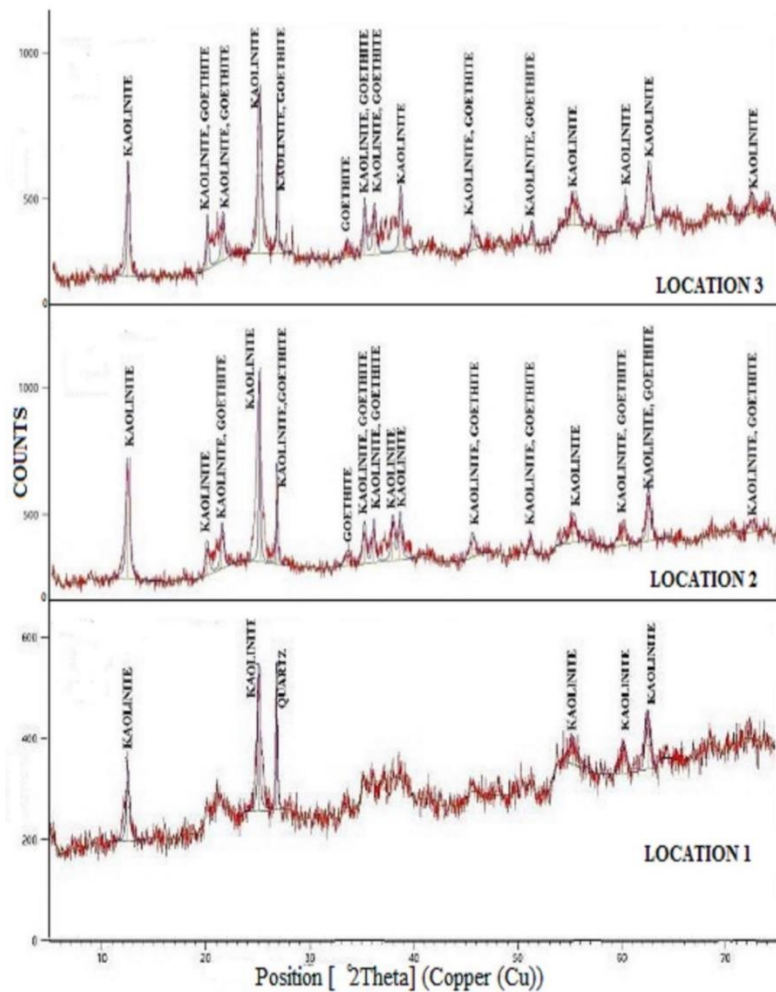 1000
500
0
KAOLINITE
KAOLINITE, GOETHITE
KAOLINITE, GOETHITE
KAOLINITE
KAOLINITE, GOETHITE
GOETHITE
KAOLINITE, GOETHITE
KAOLINITE, GOETHITE
KAOLINITE
KAOLINITE, GOETHITE
KAOLINITE, GOETHITE
KAOLINITE
KAOLINITE
KAOLINITE
KAOLINITE
LOCATION 3
COUNTS
1000
500
0
KAOLINITE
KAOLINITE
KAOLINITE, GOETHITE
KAOLINITE
KAOLINITE,GOETHITE
GOETHITE
KAOLINITE, GOETHITE
KAOLINITE, GOETHITE
KAOLINITE
KAOLINITE
KAOLINITE, GOETHITE
KAOLINITE, GOETHITE
KAOLINITE
KAOLINITE, GOETHITE
KAOLINITE, GOETHITE
KAOLINITE, GOETHITE
LOCATION 2
600
400
200
0
KAOLINITE
KAOLINITE
QUARTZ
KAOLINITE
KAOLINITE
KAOLINITE
LOCATION 1
10 20 30 40 50 60 70
Position [ 2Theta] (Copper (Cu))